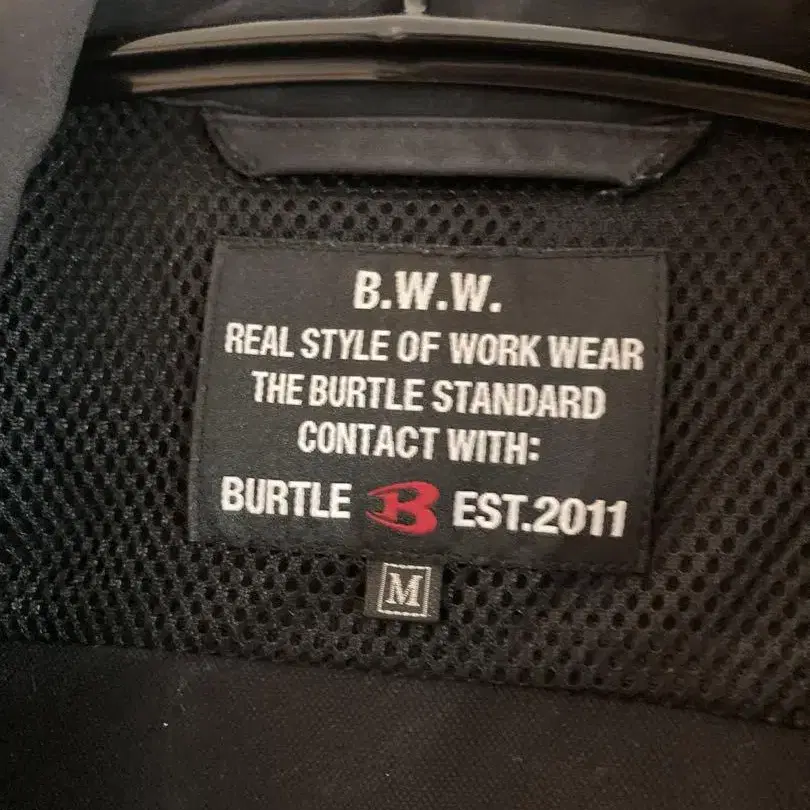 B.W.W.
REAL STYLE OF WORK WEAR
THE BURTLE STANDARD
CONTACT WITH:
BURTLE B EST.2011
M